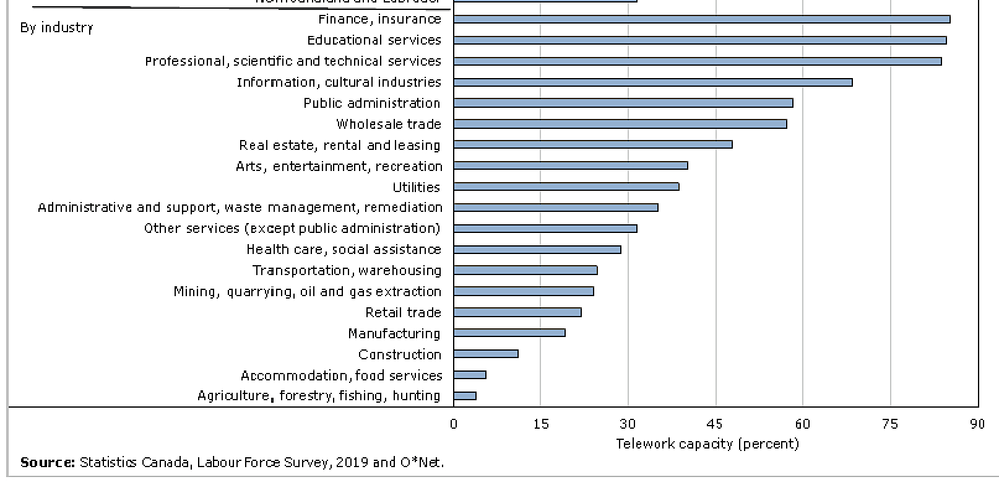 Newfoundland and Labrador
By industry
Finance, insurance
Educational services
Professional, scientific and technical services
Information, cultural industries
Public administration
Wholesale trade
Real estate, rental and leasing
Arts, entertainment, recreation
Utilities
Administrative and support, waste management, remediation
Other services (except public administration)
Health care, social assistance
Transportation, warehousing
Mining, quarrying, oil and gas extraction
Retail trade
Manufacturing
Construction
Accommodation, food services
Agriculture, forestry, fishing, hunting
0 15 30 45 60 75 90
Telework capacity (percent)
Source: Statistics Canada, Labour Force Survey, 2019 and O*Net.